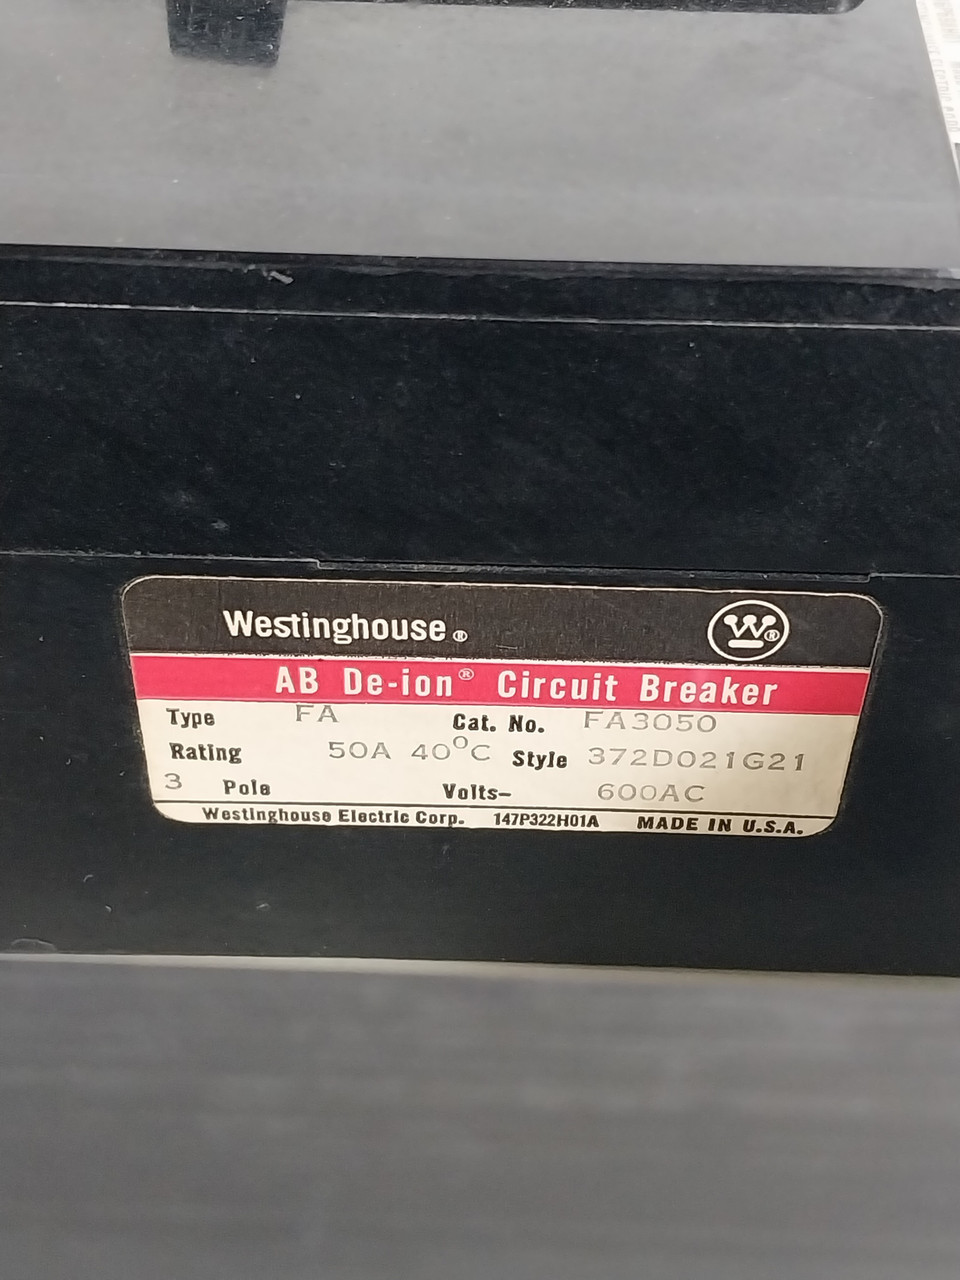 Westinghouse®
W®
AB De-ion® Circuit Breaker
Type FA Cat. No. FA3050
Rating 50A 40°C Style 372D021G21
3 Pole Volts- 600AC
Westinghouse Electric Corp. 147P322H01A MADE IN U.S.A.